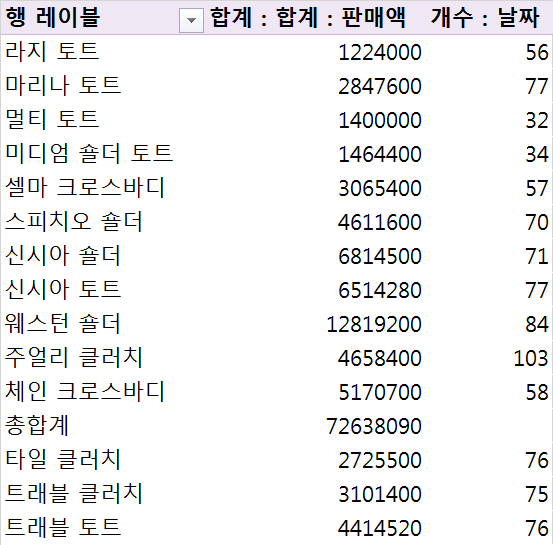 행 레이블 합계 : 합계 : 판매액 개수 : 날짜
라지 토트 1224000 56
마리나 토트 2847600 77
멀티 토트 1400000 32
미디엄 숄더 토트 1464400 34
셀마 크로스바디 3065400 57
스피치오 숄더 4611600 70
신시아 숄더 6814500 71
신시아 토트 6514280 77
웨스턴 숄더 12819200 84
주얼리 클러치 4658400 103
체인 크로스바디 5170700 58
총합계 72638090
타일 클러치 2725500 76
트래블 클러치 3101400 75
트래블 토트 4414520 76